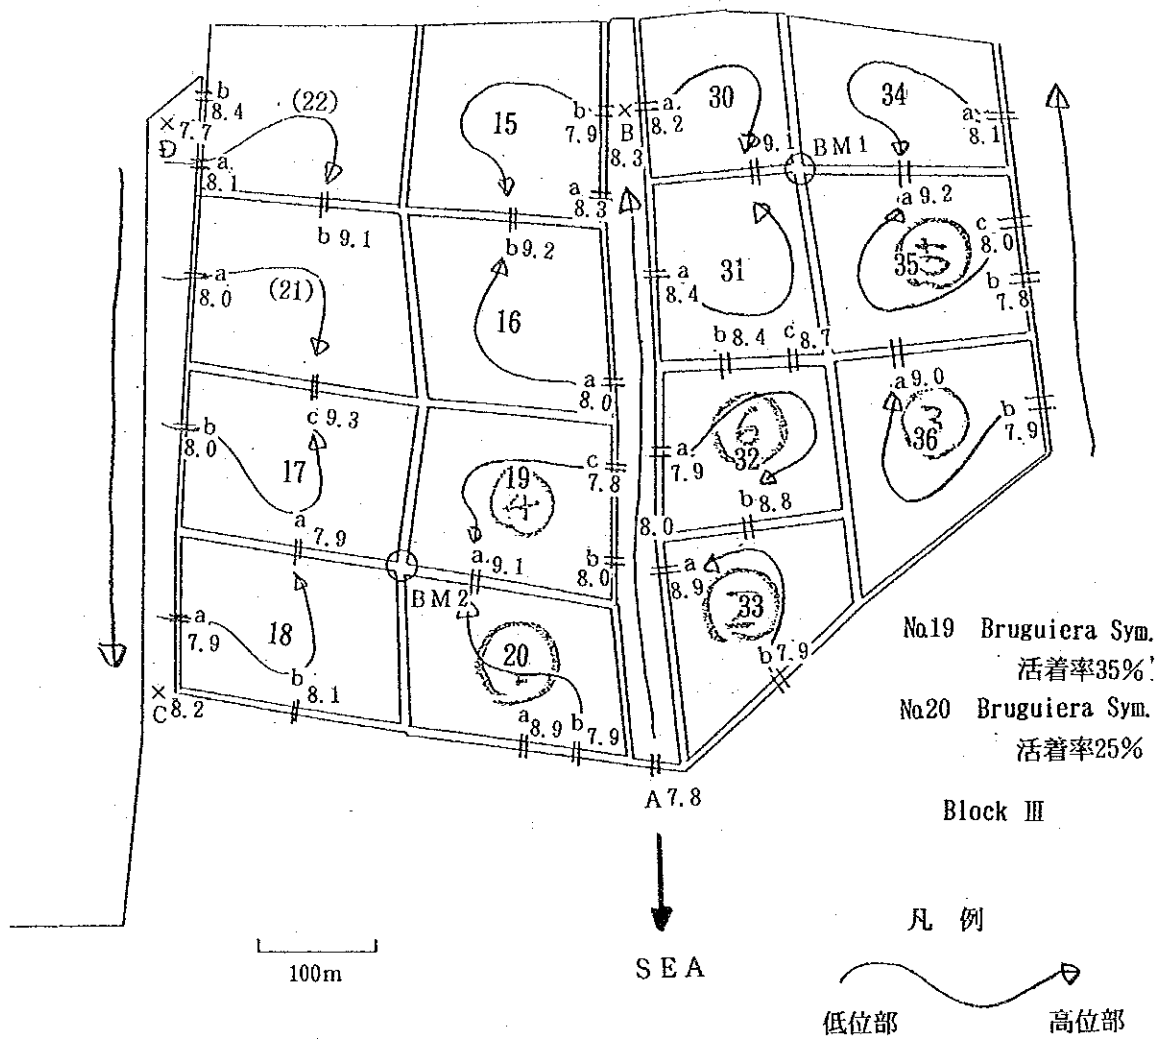 b
8.4
(22)
×7.7
D
a
8.1
b 9.1
15
b
7.9
×
B
8.3
a
8.3
b9.2
a
8.2
30
9.1
BM1
34
a
8.1
a 9.2
c
8.0
35
b
7.8
a
8.0
(21)
c 9.3
16
a
8.0
31
a
8.4
b 8.4
c 8.7
a 9.0
b
7.9
36
3
b
8.0
17
a 7.9
19
c
7.8
a 9.1
b
8.0
a
7.9
32
b
8.8
8.0
a
8.9
33
b7.9
BM2
a
7.9
18
b
8.1
×
C 8.2
20
a 8.9
b 7.9
A 7.8
SEA
100m
No.19 Bruguiera Sym.
活着率35%
No.20 Bruguiera Sym.
活着率25%
Block Ⅲ
凡 例
低位部
高位部